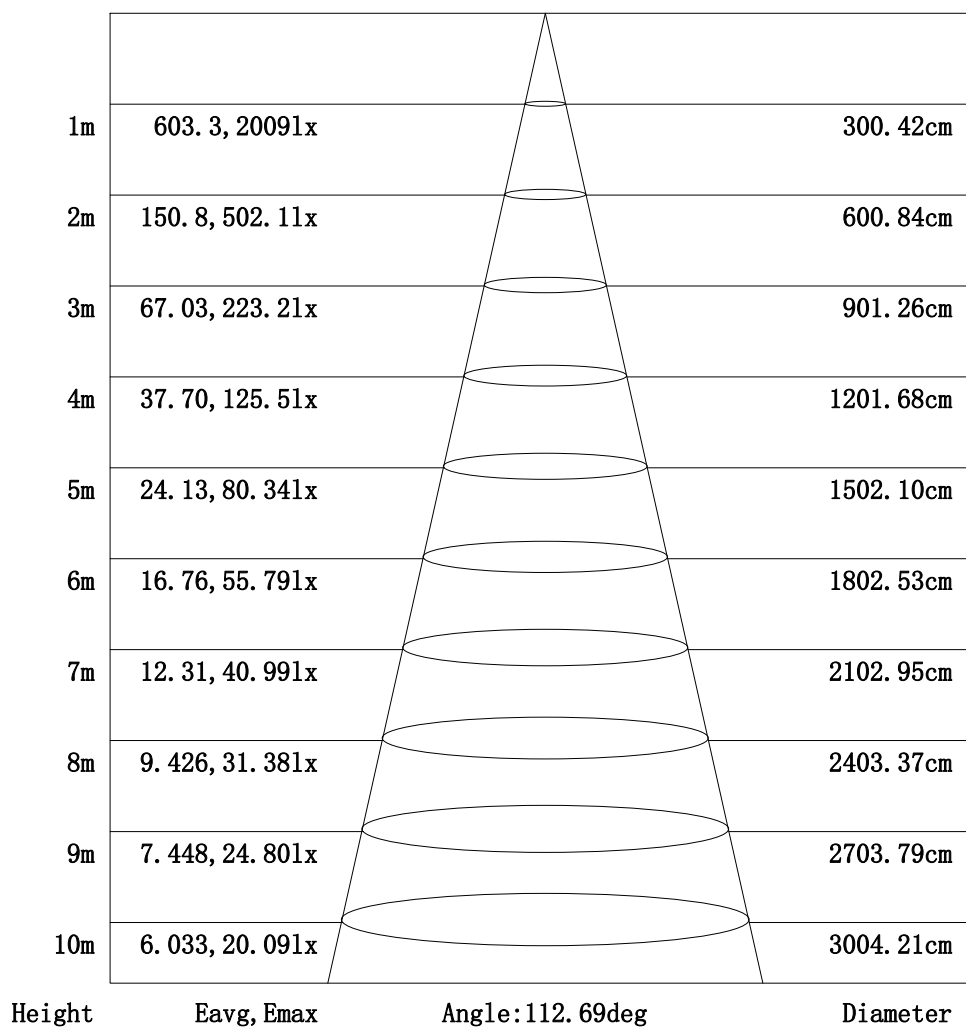 1m 603.3,2009lx 300.42cm
2m 150.8,502.1lx 600.84cm
3m 67.03,223.2lx 901.26cm
4m 37.70,125.5lx 1201.68cm
5m 24.13,80.34lx 1502.10cm
6m 16.76,55.79lx 1802.53cm
7m 12.31,40.99lx 2102.95cm
8m 9.426,31.38lx 2403.37cm
9m 7.448,24.80lx 2703.79cm
10m 6.033,20.09lx 3004.21cm
Height Eavg,Emax Angle:112.69deg Diameter